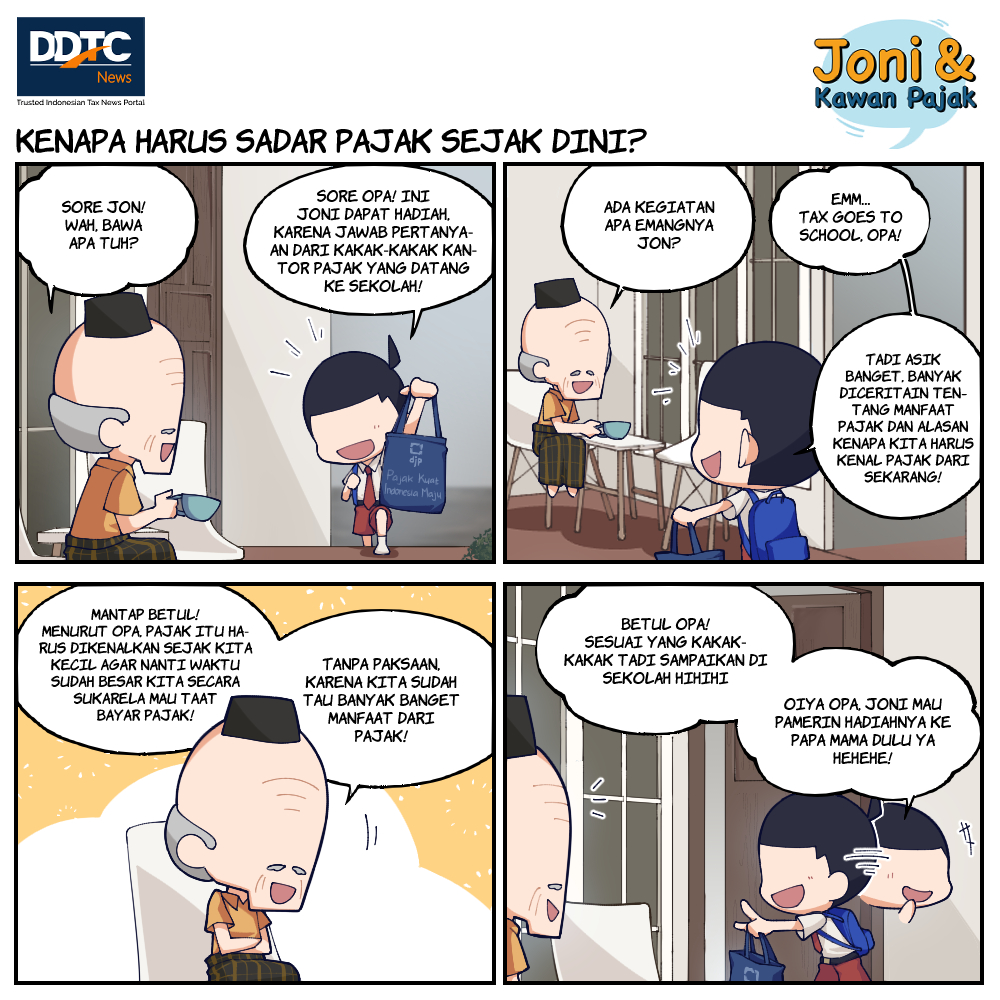 DDTC
News
Trusted Indonesian Tax News Portal
Joni &
Kawan Pajak
KENAPA HARUS SADAR PAJAK SEJAK DINI?
SORE JON!
WAH, BAWA
APA TUH?
SORE OPA! INI
JONI DAPAT HADIAH,
KARENA JAWAB PERTANYA-
AN DARI KAKAK-KAKAK KAN-
TOR PAJAK YANG DATANG
KE SEKOLAH!
djp
Pajak Kuat
Indonesia Maju
ADA KEGIATAN
APA EMANGNYA
JON?
EMM...
TAX GOES TO
SCHOOL, OPA!
TADI ASIK
BANGET, BANYAK
DICERITAIN TEN-
TANG MANFAAT
PAJAK DAN ALASAN
KENAPA KITA HARUS
KENAL PAJAK DARI
SEKARANG!
MANTAP BETUL!
MENURUT OPA, PAJAK ITU HA-
RUS DIKENALKAN SEJAK KITA
KECIL AGAR NANTI WAKTU
SUDAH BESAR KITA SECARA
SUKARELA MAU TAAT
BAYAR PAJAK!
TANPA PAKSAAN,
KARENA KITA SUDAH
TAU BANYAK BANGET
MANFAAT DARI
PAJAK!
BETUL OPA!
SESUAI YANG KAKAK-
KAKAK TADI SAMPAIKAN DI
SEKOLAH HIHIHI
OIYA OPA, JONI MAU
PAMERIN HADIAHNYA KE
PAPA MAMA DULU YA
HEHEHE!